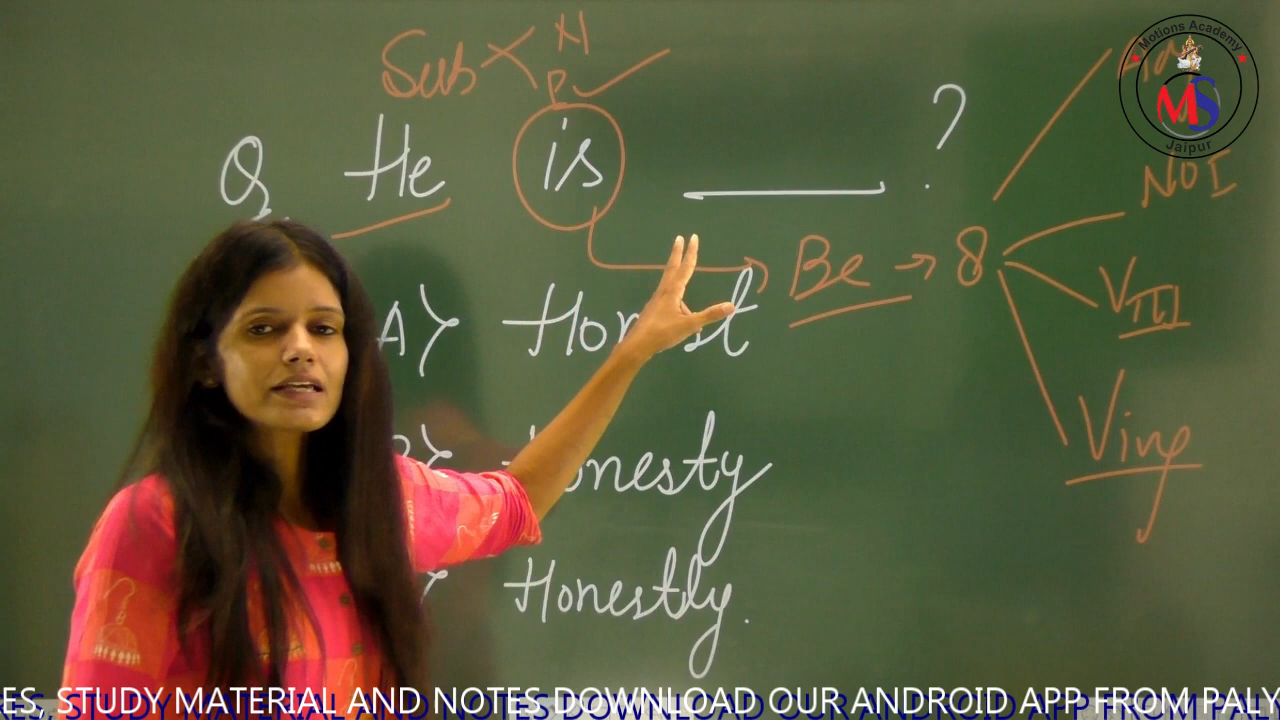 Sub N
P
Q. He is ______ ?
Be → 8
NOI
VIII
Ving
A> Honest
B> Honesty
> Honestly.
Motions Academy
MS
Jaipur
ES, STUDY MATERIAL AND NOTES DOWNLOAD OUR ANDROID APP FROM PALY